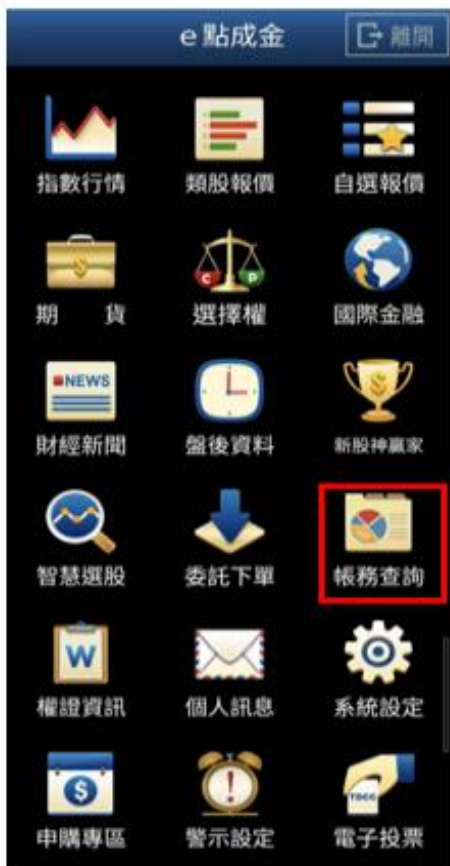 e點成金 離開
指數行情 類股報價 自選報價
$ C P
期 貨 選擇權 國際金融
NEWS $
財經新聞 盤後資料 新股神贏家
智慧選股 委託下單 帳務查詢
W
權證資訊 個人訊息 系統設定
$ ! TDCC
申購專區 警示設定 電子投票